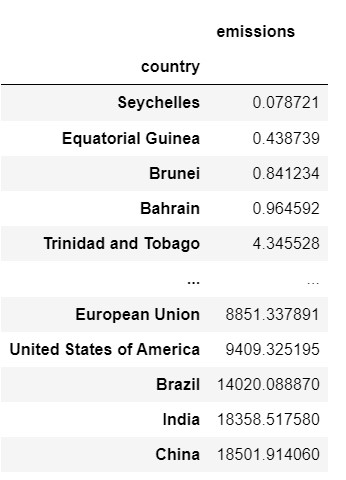 emissions
country
Seychelles 0.078721
Equatorial Guinea 0.438739
Brunei 0.841234
Bahrain 0.964592
Trinidad and Tobago 4.345528
... ...
European Union 8851.337891
United States of America 9409.325195
Brazil 14020.088870
India 18358.517580
China 18501.914060